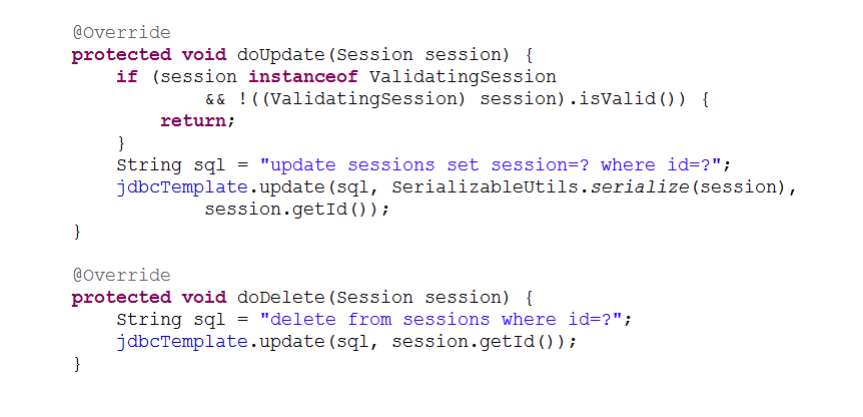 @Override
protected void doUpdate(Session session) {
    if (session instanceof ValidatingSession
            && !((ValidatingSession) session).isValid()) {
        return;
    }
    String sql = "update sessions set session=? where id=?";
    jdbcTemplate.update(sql, SerializableUtils.serialize(session),
            session.getId());
}
@Override
protected void doDelete(Session session) {
    String sql = "delete from sessions where id=?";
    jdbcTemplate.update(sql, session.getId());
}